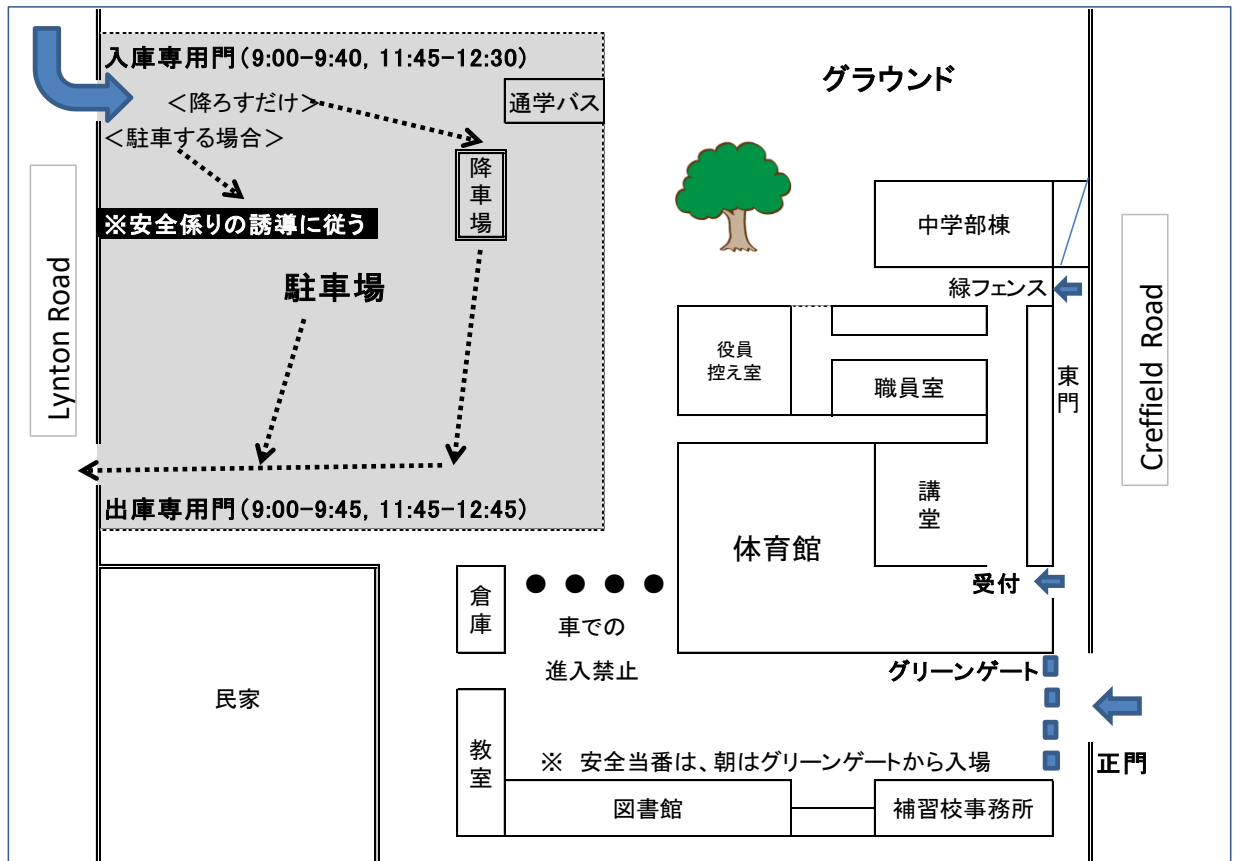 入庫専用門(9:00-9:40, 11:45-12:30)
グラウンド
＜降ろすだけ＞
通学バス
＜駐車する場合＞
降車場
※安全係りの誘導に従う
中学部棟
駐車場
緑フェンス
Lynton Road
Creffield Road
役員
控え室
職員室
東門
出庫専用門(9:00-9:45, 11:45-12:45)
講堂
体育館
受付
倉庫
車での
進入禁止
グリーンゲート
民家
教室
※ 安全当番は、朝はグリーンゲートから入場
正門
図書館
補習校事務所